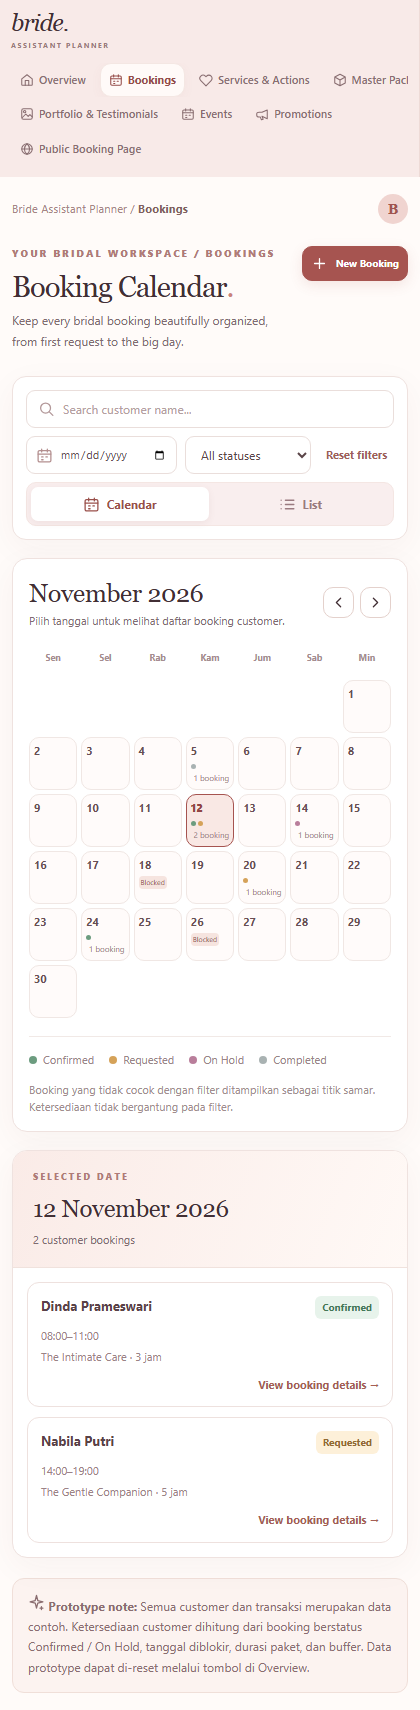 bride.
ASSISTANT PLANNER
Overview
Bookings
Services & Actions
Master Pac
Portfolio & Testimonials
Events
Promotions
Public Booking Page
Bride Assistant Planner / Bookings
B
YOUR BRIDAL WORKSPACE / BOOKINGS
Booking Calendar.
+ New Booking
Keep every bridal booking beautifully organized,
from first request to the big day.
Search customer name...
mm/dd/yyyy
All statuses
Reset filters
Calendar
List
November 2026
Pilih tanggal untuk melihat daftar booking customer.
Sen Sel Rab Kam Jum Sab Min
1
2 3 4 5 6 7 8
1 booking
9 10 11 12 13 14 15
2 booking 1 booking
16 17 18 19 20 21 22
Blocked 1 booking
23 24 25 26 27 28 29
1 booking Blocked
30
Confirmed Requested On Hold Completed
Booking yang tidak cocok dengan filter ditampilkan sebagai titik samar.
Ketersediaan tidak bergantung pada filter.
SELECTED DATE
12 November 2026
2 customer bookings
Dinda Prameswari
Confirmed
08:00–11:00
The Intimate Care · 3 jam
View booking details →
Nabila Putri
Requested
14:00–19:00
The Gentle Companion · 5 jam
View booking details →
Prototype note: Semua customer dan transaksi merupakan data
contoh. Ketersediaan customer dihitung dari booking berstatus
Confirmed / On Hold, tanggal diblokir, durasi paket, dan buffer. Data
prototype dapat di-reset melalui tombol di Overview.